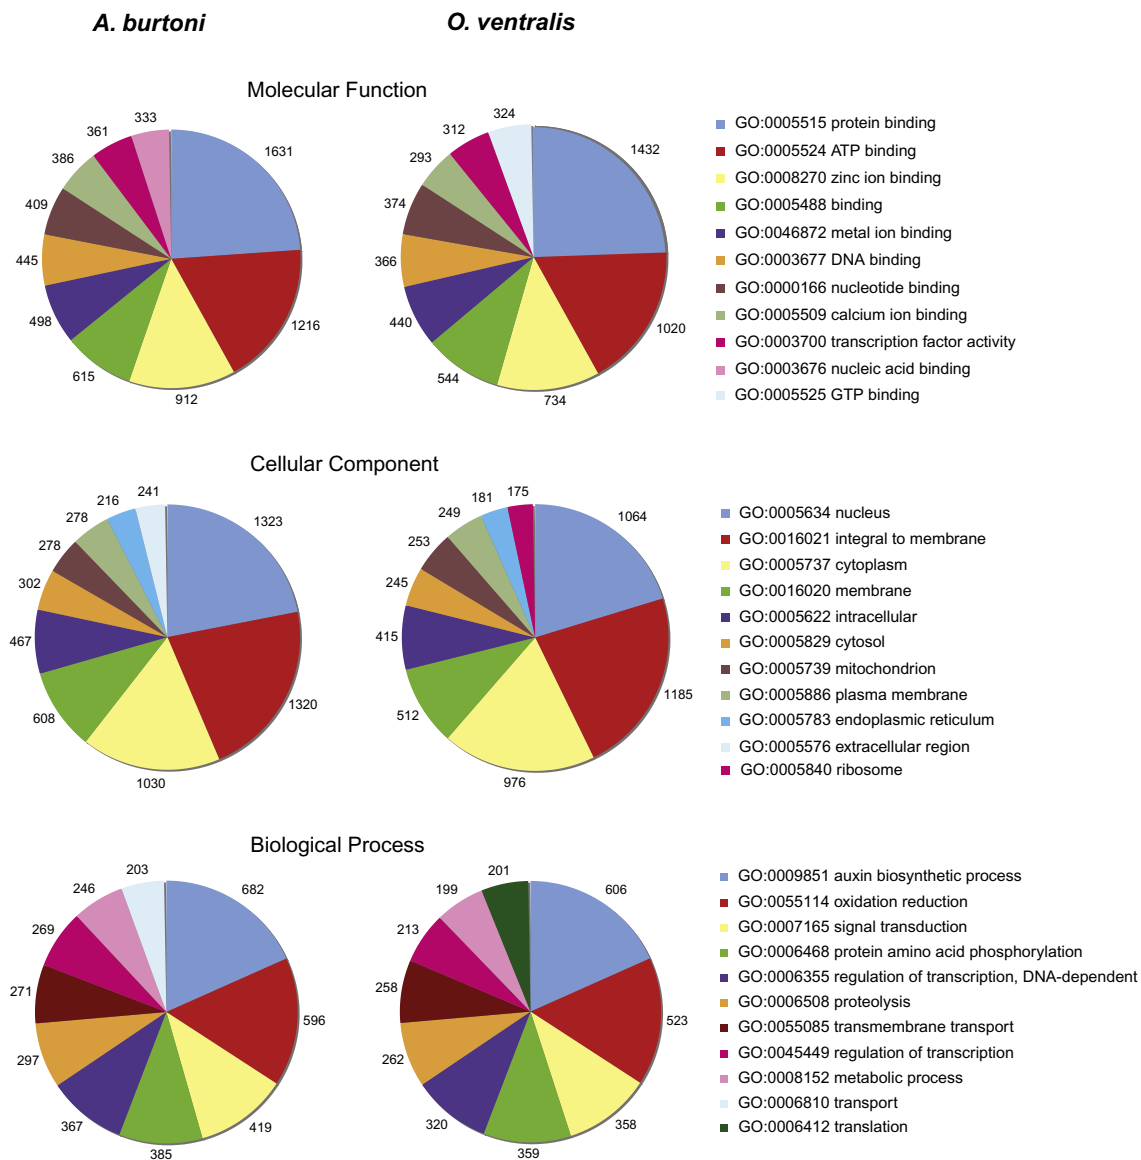 A. burtoni
O. ventralis
Molecular Function
333
361
386
409
445
498
615
912
1216
1631
324
312
293
374
366
440
544
734
1020
1432
GO:0005515 protein binding
GO:0005524 ATP binding
GO:0008270 zinc ion binding
GO:0005488 binding
GO:0046872 metal ion binding
GO:0003677 DNA binding
GO:0000166 nucleotide binding
GO:0005509 calcium ion binding
GO:0003700 transcription factor activity
GO:0003676 nucleic acid binding
GO:0005525 GTP binding
Cellular Component
241
216
278
278
302
467
608
1030
1320
1323
175
181
249
253
245
415
512
976
1185
1064
GO:0005634 nucleus
GO:0016021 integral to membrane
GO:0005737 cytoplasm
GO:0016020 membrane
GO:0005622 intracellular
GO:0005829 cytosol
GO:0005739 mitochondrion
GO:0005886 plasma membrane
GO:0005783 endoplasmic reticulum
GO:0005576 extracellular region
GO:0005840 ribosome
Biological Process
203
246
269
271
297
367
385
419
596
682
201
199
213
258
262
320
359
358
523
606
GO:0009851 auxin biosynthetic process
GO:0055114 oxidation reduction
GO:0007165 signal transduction
GO:0006468 protein amino acid phosphorylation
GO:0006355 regulation of transcription, DNA-dependent
GO:0006508 proteolysis
GO:0055085 transmembrane transport
GO:0045449 regulation of transcription
GO:0008152 metabolic process
GO:0006810 transport
GO:0006412 translation